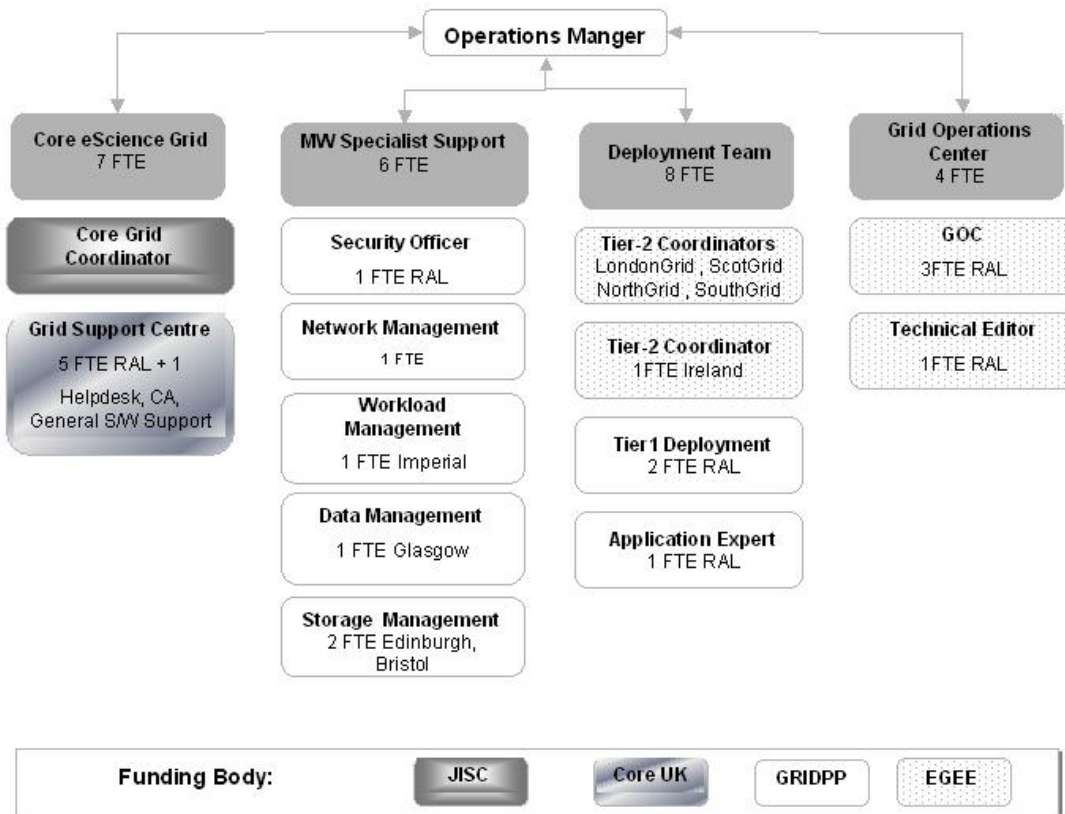 Operations Manger
Core eScience Grid
7 FTE
Core Grid
Coordinator
Grid Support Centre
5 FTE RAL + 1
Helpdesk, CA,
General S/W Support
MW Specialist Support
6 FTE
Security Officer
1 FTE RAL
Network Management
1 FTE
Workload
Management
1 FTE Imperial
Data Management
1 FTE Glasgow
Storage Management
2 FTE Edinburgh,
Bristol
Deployment Team
8 FTE
Tier-2 Coordinators
LondonGrid , ScotGrid
NorthGrid , SouthGrid
Tier-2 Coordinator
1FTE Ireland
Tier1 Deployment
2 FTE RAL
Application Expert
1 FTE RAL
Grid Operations
Center
4 FTE
GOC
3FTE RAL
Technical Editor
1FTE RAL
Funding Body:
JISC
Core UK
GRIDPP
EGEE